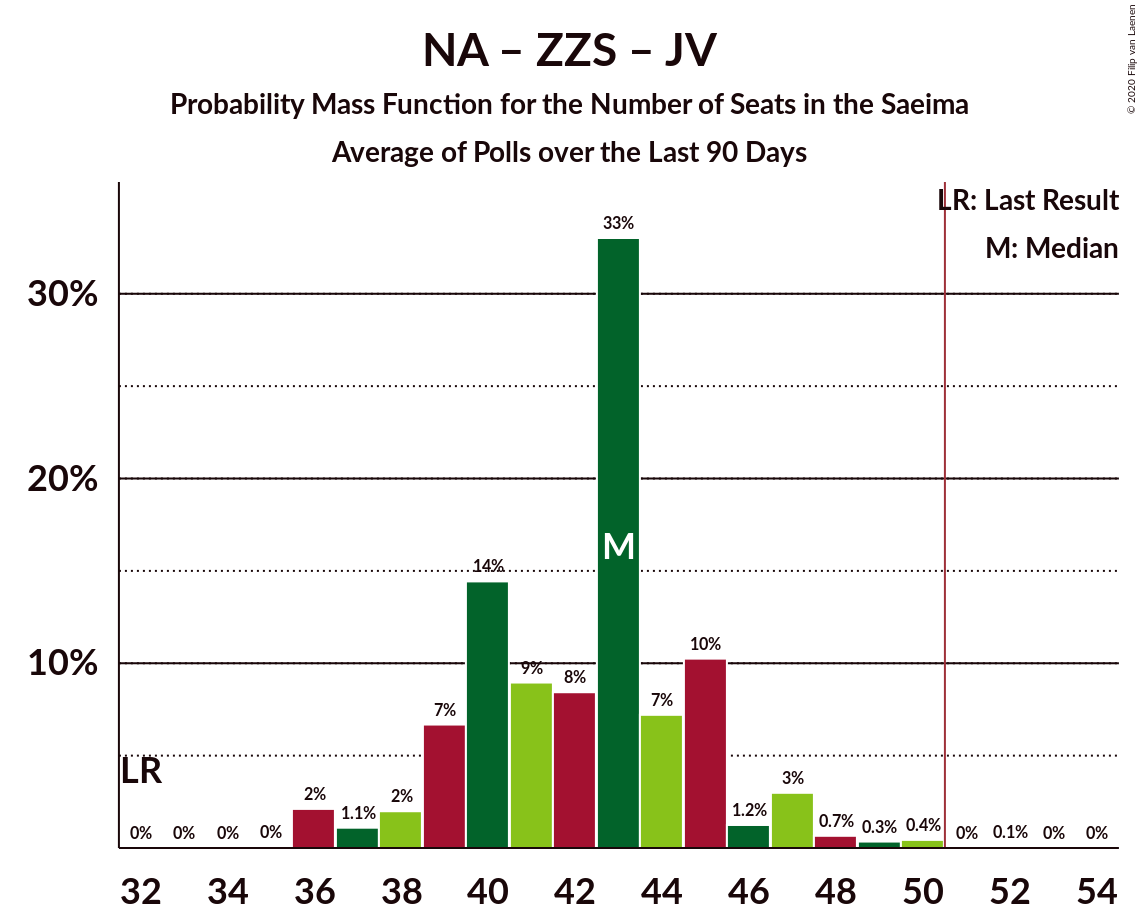 NA – ZZS – JV
Probability Mass Function for the Number of Seats in the Saeima
Average of Polls over the Last 90 Days
© 2020 Filip van Laenen
LR: Last Result
M: Median
30%
20%
10%
33%
14%
9%
8%
7%
10%
7%
2%
1.1%
2%
1.2%
3%
0.7%
0.3%
0.4%
0%
0%
0%
0%
0%
0.1%
0%
0%
M
LR
32 34 36 38 40 42 44 46 48 50 52 54